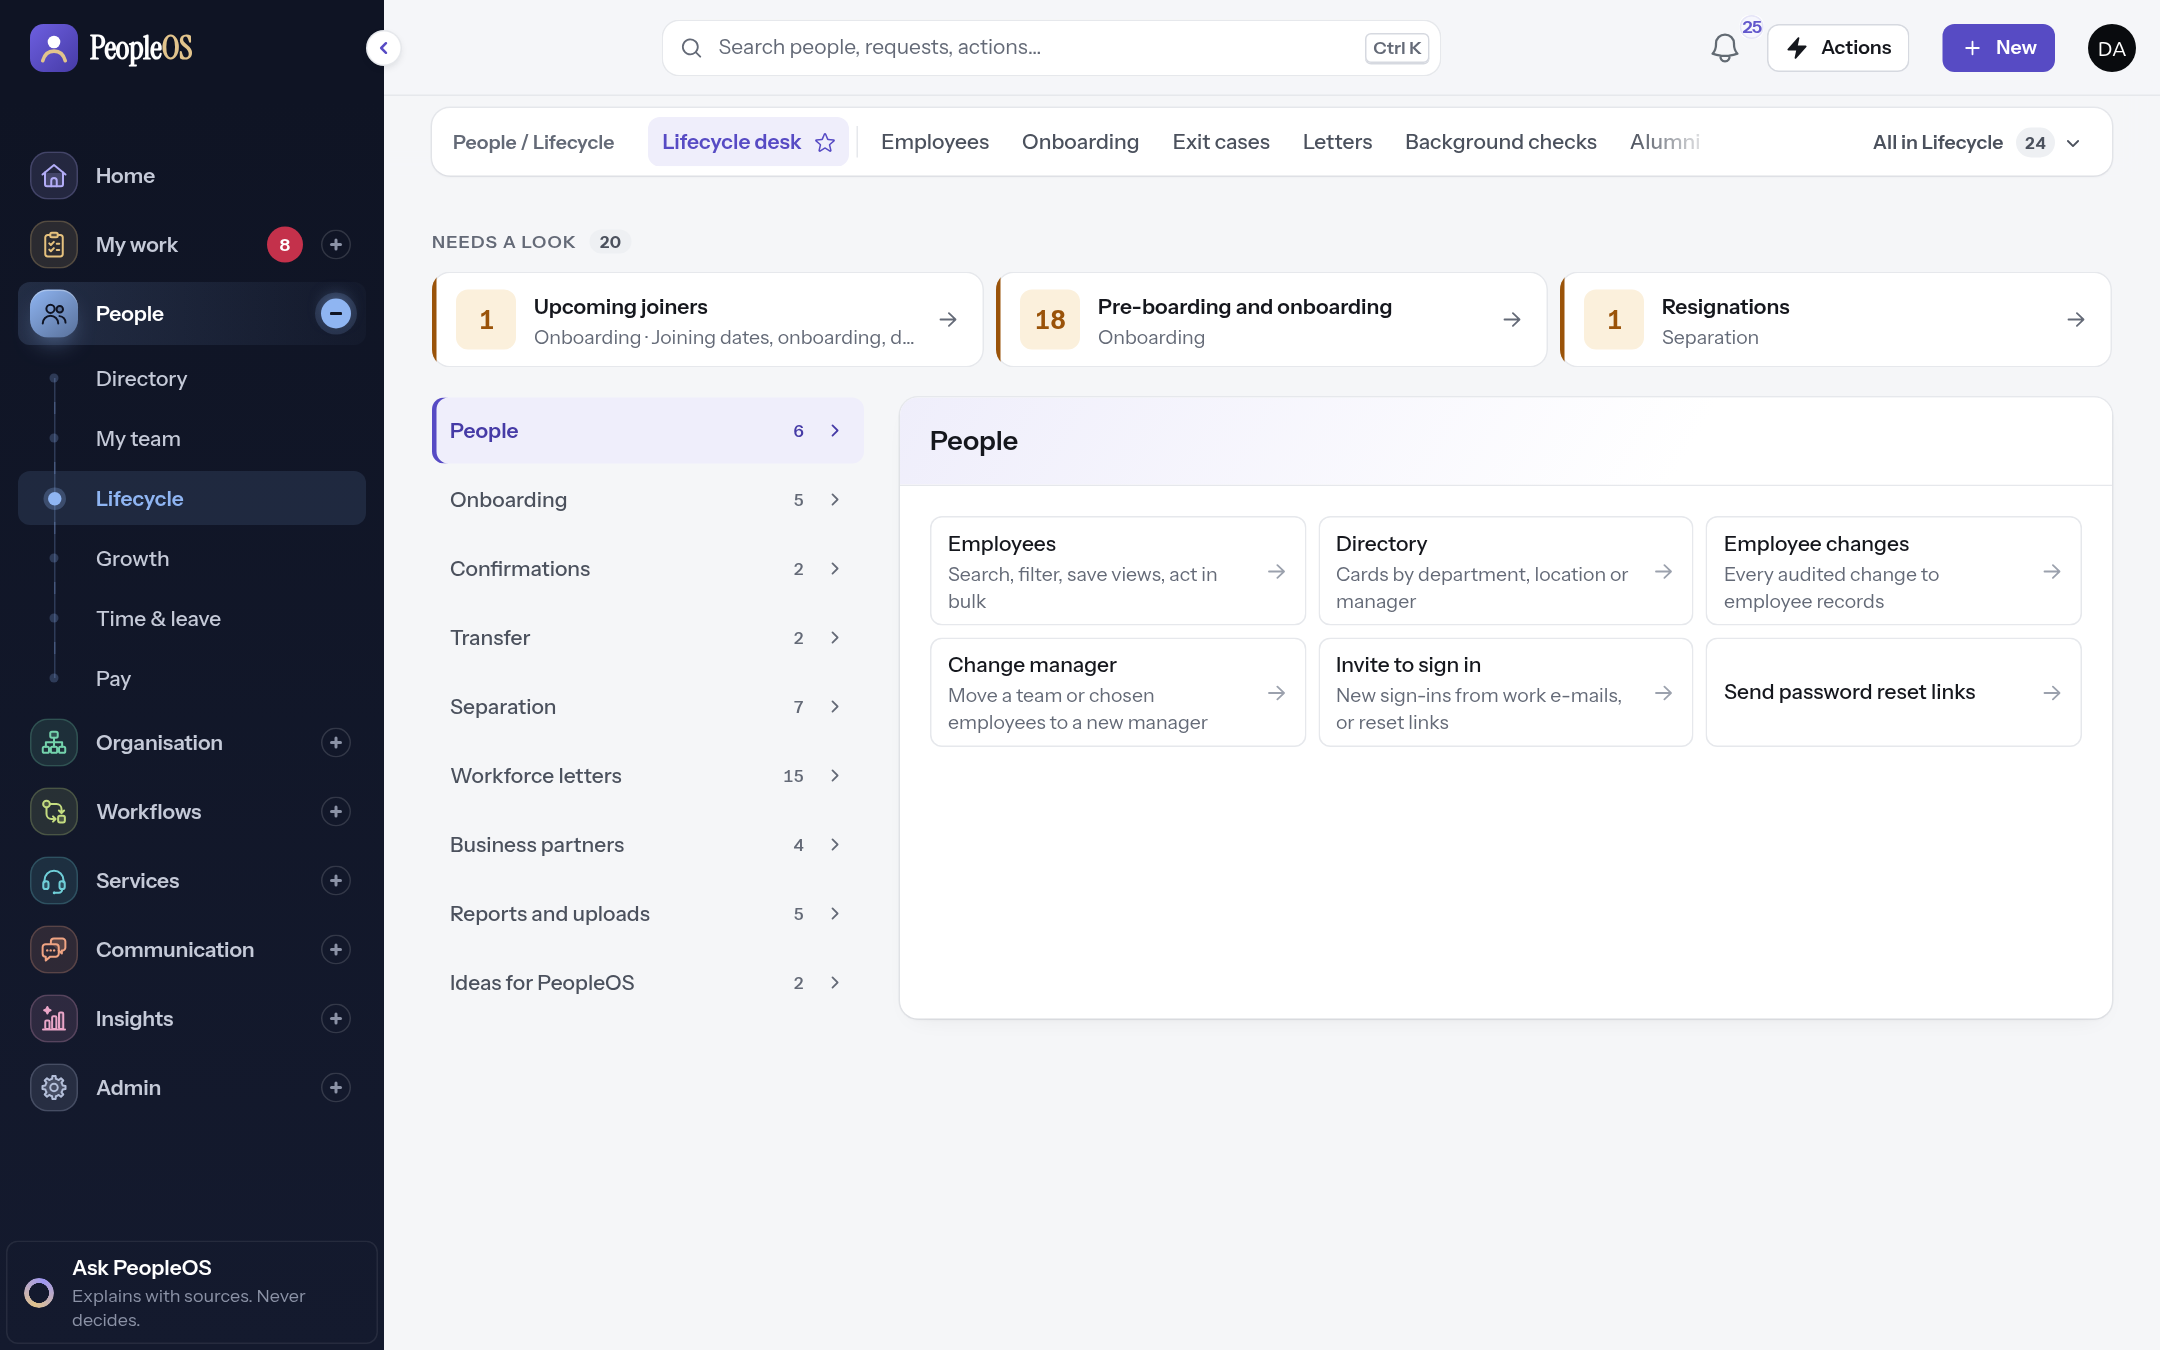 PeopleOS
Search people, requests, actions...
Ctrl K
25
Actions
New
DA
Home
My work
8
People
Directory
My team
Lifecycle
Growth
Time & leave
Pay
Organisation
Workflows
Services
Communication
Insights
Admin
Ask PeopleOS
Explains with sources. Never
decides.
People / Lifecycle
Lifecycle desk
Employees
Onboarding
Exit cases
Letters
Background checks
Alumni
All in Lifecycle
24
NEEDS A LOOK
20
1
Upcoming joiners
Onboarding · Joining dates, onboarding, d...
18
Pre-boarding and onboarding
Onboarding
1
Resignations
Separation
People
6
Onboarding
5
Confirmations
2
Transfer
2
Separation
7
Workforce letters
15
Business partners
4
Reports and uploads
5
Ideas for PeopleOS
2
People
Employees
Search, filter, save views, act in
bulk
Directory
Cards by department, location or
manager
Employee changes
Every audited change to
employee records
Change manager
Move a team or chosen
employees to a new manager
Invite to sign in
New sign-ins from work e-mails,
or reset links
Send password reset links